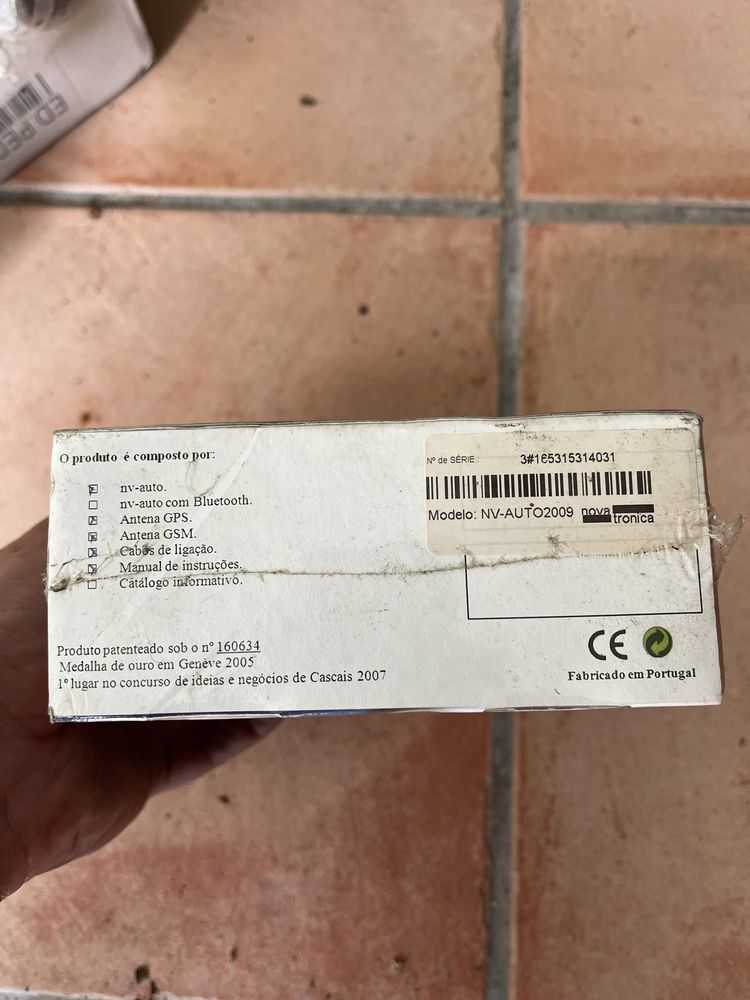 O produto é composto por:
nv-auto.
nv-auto com Bluetooth.
Antena GPS.
Antena GSM.
Cabos de ligação.
Manual de instruções.
Catálogo informativo.
Produto patenteado sob o nº 160634
Medalha de ouro em Genève 2005
1º lugar no concurso de ideias e negócios de Cascais 2007
Nº de SÉRIE : 3#165315314031
Modelo: NV-AUTO2009 nova tronica
CE
Fabricado em Portugal